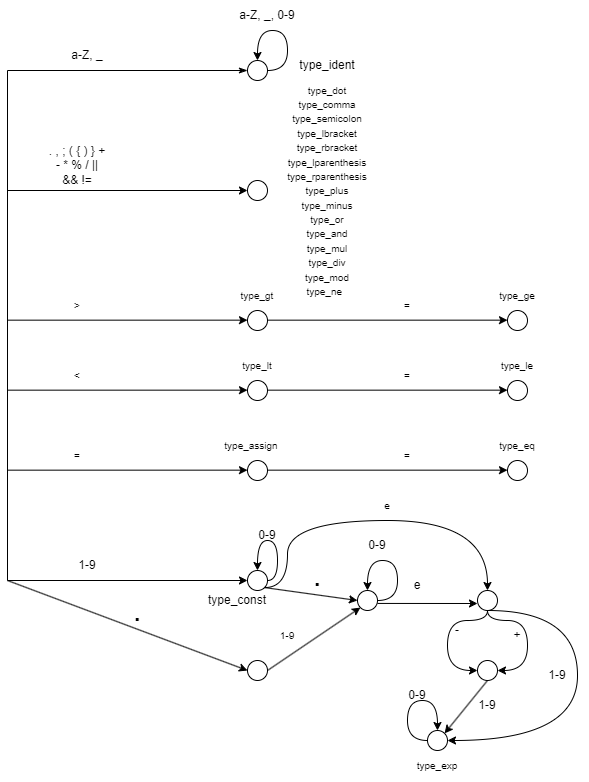 a-Z, _, 0-9
a-Z, _
type_ident
type_dot
type_comma
type_semicolon
type_lbracket
type_rbracket
type_lparenthesis
type_rparenthesis
type_plus
type_minus
type_or
type_and
type_mul
type_div
type_mod
type_ne
. , ; ( { ) } +
- * % / ||
&& !=
>
type_gt
=
type_ge
<
type_lt
=
type_le
=
type_assign
=
type_eq
e
0-9
1-9
type_const
.
0-9
e
.
1-9
-
+
1-9
1-9
0-9
type_exp